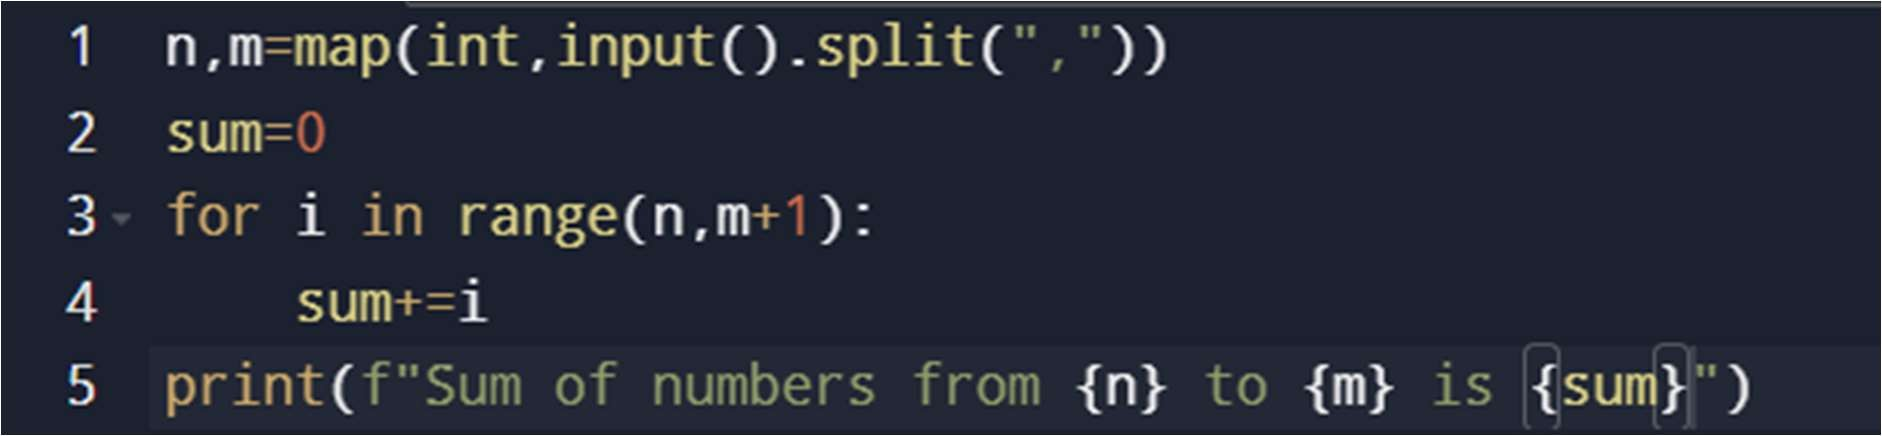 1 n,m=map(int,input().split(","))
2 sum=0
3 for i in range(n,m+1):
4     sum+=i
5 print(f"Sum of numbers from {n} to {m} is {sum}")